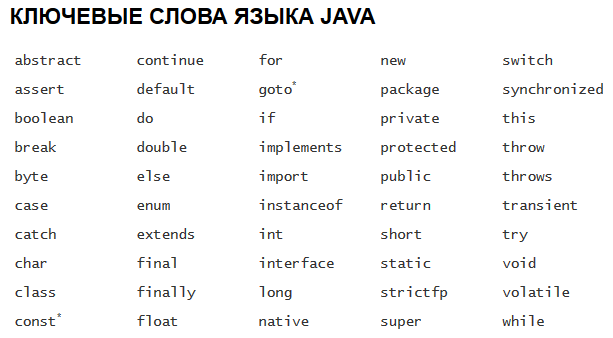 КЛЮЧЕВЫЕ СЛОВА ЯЗЫКА JAVA
abstract continue for new switch
assert default goto* package synchronized
boolean do if private this
break double implements protected throw
byte else import public throws
case enum instanceof return transient
catch extends int short try
char final interface static void
class finally long strictfp volatile
const* float native super while